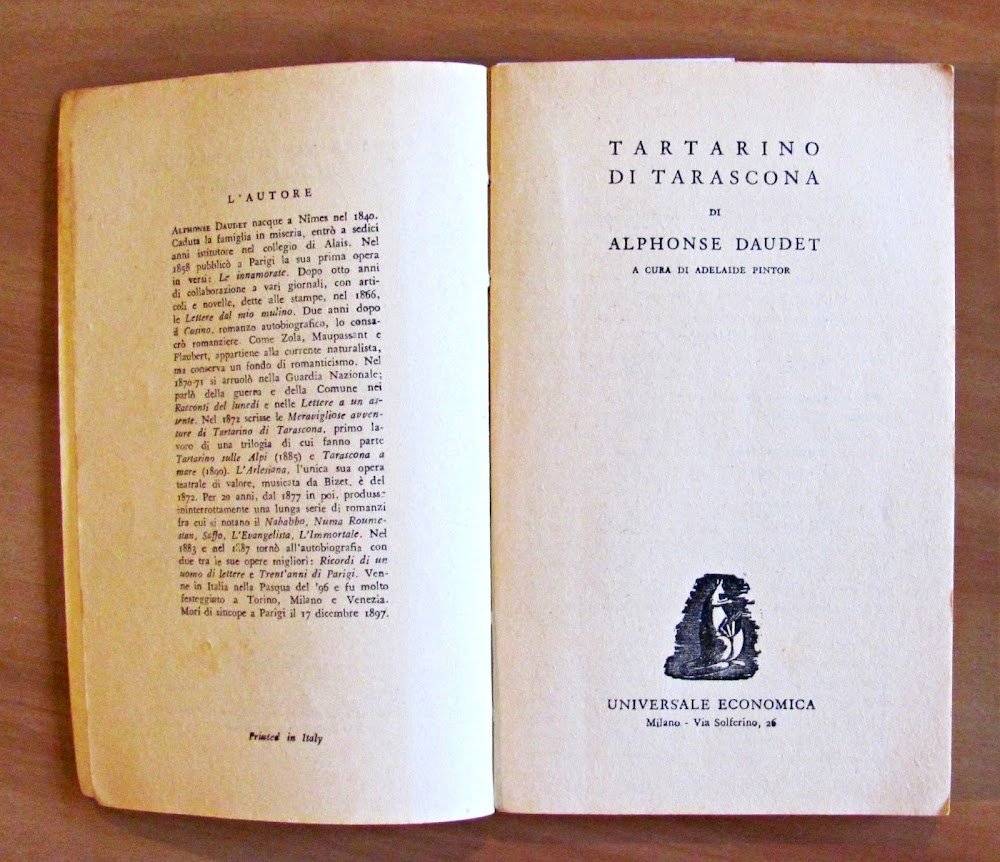 L'AUTORE
ALPHONSE DAUDET nacque a Nîmes nel 1840.
Caduta la famiglia in miseria, entrò a sedici
anni istitutore nel collegio di Alais. Nel
1858 pubblicò a Parigi la sua prima opera
in versi: Le innamorate. Dopo otto anni
di collaborazione a vari giornali, con arti-
coli e novelle, dette alle stampe, nel 1866,
le Lettere dal mio mulino. Due anni dopo
il Cosino, romanzo autobiografico, lo consa-
crò romanziere. Come Zola, Maupassant e
Flaubert, appartiene alla corrente naturalista,
ma conserva un fondo di romanticismo. Nel
1870-71 si arruolò nella Guardia Nazionale;
parlò della guerra e della Comune nei
Racconti del lunedì e nelle Lettere a un as-
sente. Nel 1872 scrisse le Meravigliose avven-
ture di Tartarino di Tarascona, primo la-
voro di una trilogia di cui fanno parte
Tartarino sulle Alpi (1885) e Tarascona a
mare (1890). L'Arlesiana, l'unica sua opera
teatrale di valore, musicata da Bizet, è del
1872. Per 20 anni, dal 1877 in poi, produsse
ininterrottamente una lunga serie di romanzi
fra cui si notano il Nababbo, Numa Roume-
stan, Saffo, L'Evangelista, L'Immortale. Nel
1883 e nel 1887 tornò all'autobiografia con
due tra le sue opere migliori: Ricordi di un
uomo di lettere e Trent'anni di Parigi. Ven-
ne in Italia nella Pasqua del '96 e fu molto
festeggiato a Torino, Milano e Venezia.
Morì di sincope a Parigi il 17 dicembre 1897.
Printed in Italy
TARTARINO
DI TARASCONA
DI
ALPHONSE DAUDET
A CURA DI ADELAIDE PINTOR
UNIVERSALE ECONOMICA
Milano - Via Solferino, 26